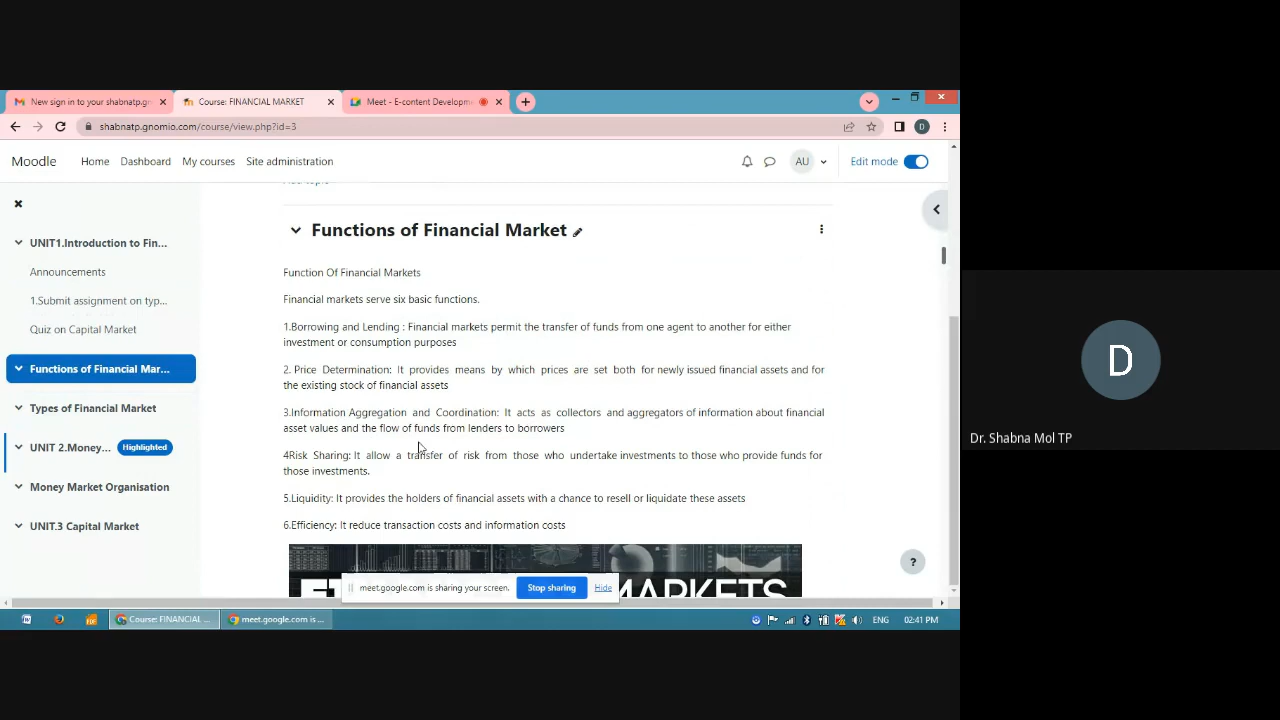 New sign in to your shabnatp.gn
Course: FINANCIAL MARKET
Meet - E-content Developm
shabnatp.gnomio.com/course/view.php?id=3
D
Moodle
Home
Dashboard
My courses
Site administration
AU
Edit mode
UNIT1.Introduction to Fin...
Announcements
1.Submit assignment on typ...
Quiz on Capital Market
Functions of Financial Mar...
Types of Financial Market
UNIT 2.Money... Highlighted
Money Market Organisation
UNIT.3 Capital Market
Functions of Financial Market
Function Of Financial Markets
Financial markets serve six basic functions.
1.Borrowing and Lending : Financial markets permit the transfer of funds from one agent to another for either
investment or consumption purposes
2. Price Determination: It provides means by which prices are set both for newly issued financial assets and for
the existing stock of financial assets
3.Information Aggregation and Coordination: It acts as collectors and aggregators of information about financial
asset values and the flow of funds from lenders to borrowers
4Risk Sharing: It allow a transfer of risk from those who undertake investments to those who provide funds for
those investments.
5.Liquidity: It provides the holders of financial assets with a chance to resell or liquidate these assets
6.Efficiency: It reduce transaction costs and information costs
MARKETS
?
meet.google.com is sharing your screen.
Stop sharing
Hide
Course: FINANCIAL ...
meet.google.com is ...
ENG
02:41 PM
D
Dr. Shabna Mol TP